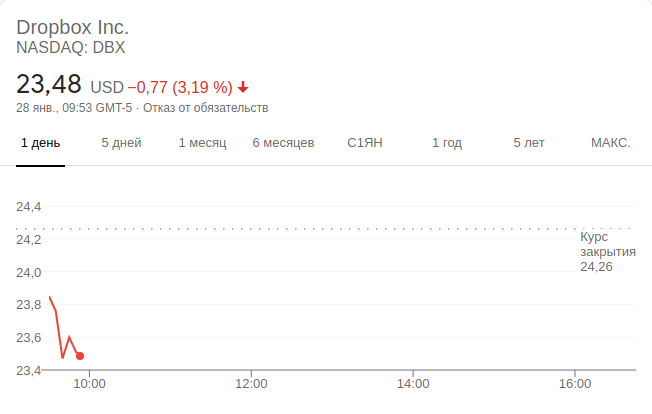 Dropbox Inc.
NASDAQ: DBX
23,48 USD −0,77 (3,19 %)
28 янв., 09:53 GMT-5 · Отказ от обязательств
1 день 5 дней 1 месяц 6 месяцев С1ЯН 1 год 5 лет МАКС.
24,4
24,2
Курс
закрытия
24,26
24,0
23,8
23,6
23,4
10:00 12:00 14:00 16:00